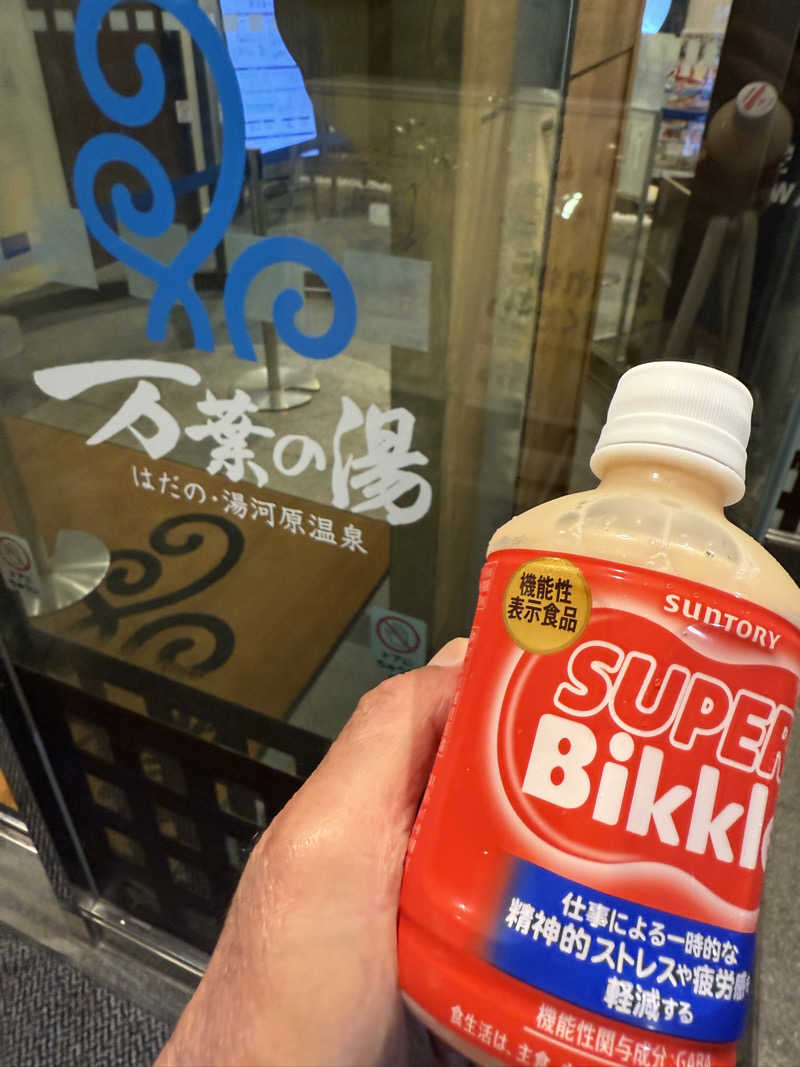 万葉の湯
はだの・湯河原温泉
機能性
表示食品
SUNTORY
SUPER
Bikkl
仕事による一時的な
精神的ストレスや疲労感を
軽減する
機能性関与成分:GABA
食生活は、主食